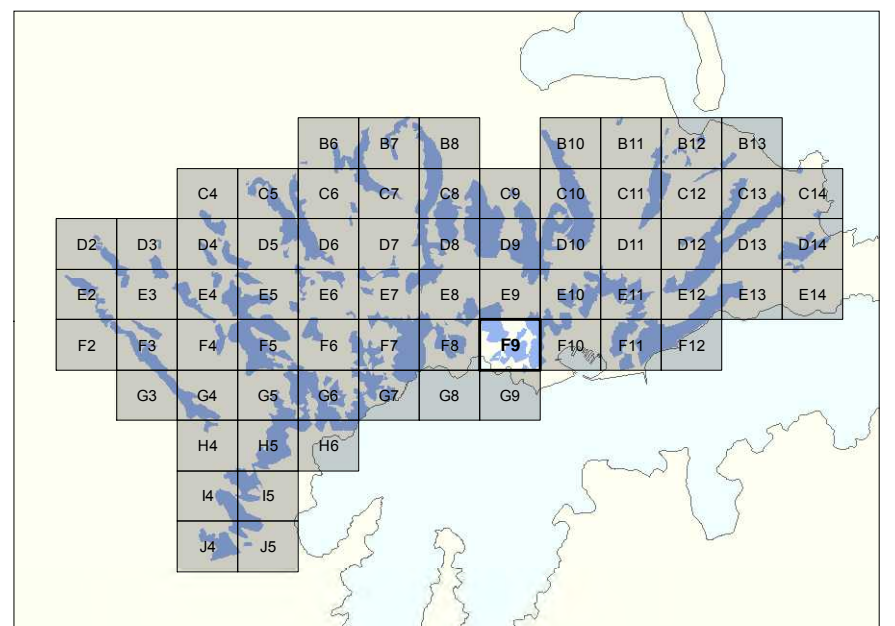 B6 B7 B8 B10 B11 B12 B13
C4 C5 C6 C7 C8 C9 C10 C11 C12 C13 C14
D2 D3 D4 D5 D6 D7 D8 D9 D10 D11 D12 D13 D14
E2 E3 E4 E5 E6 E7 E8 E9 E10 E11 E12 E13 E14
F2 F3 F4 F5 F6 F7 F8 F9 F10 F11 F12
G3 G4 G5 G6 G7 G8 G9
H4 H5 H6
I4 I5
J4 J5